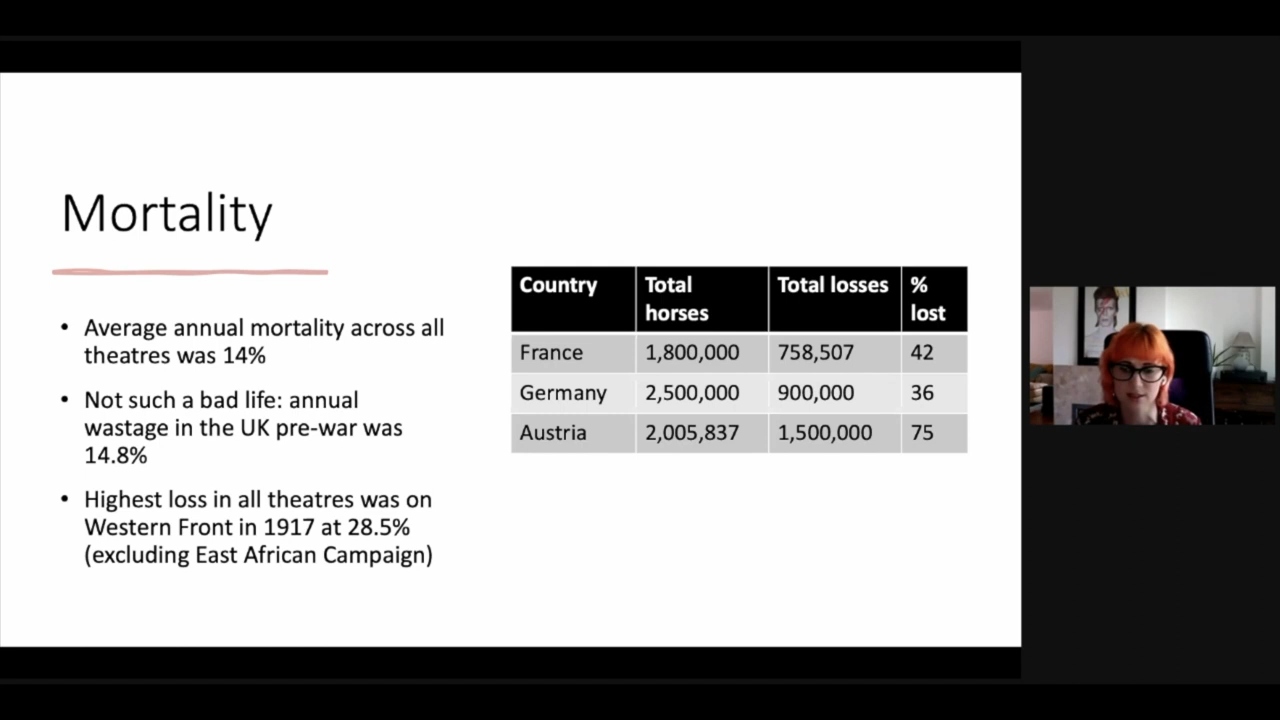 Mortality
• Average annual mortality across all
theatres was 14%
• Not such a bad life: annual
wastage in the UK pre-war was
14.8%
• Highest loss in all theatres was on
Western Front in 1917 at 28.5%
(excluding East African Campaign)
Country Total horses Total losses % lost
France 1,800,000 758,507 42
Germany 2,500,000 900,000 36
Austria 2,005,837 1,500,000 75